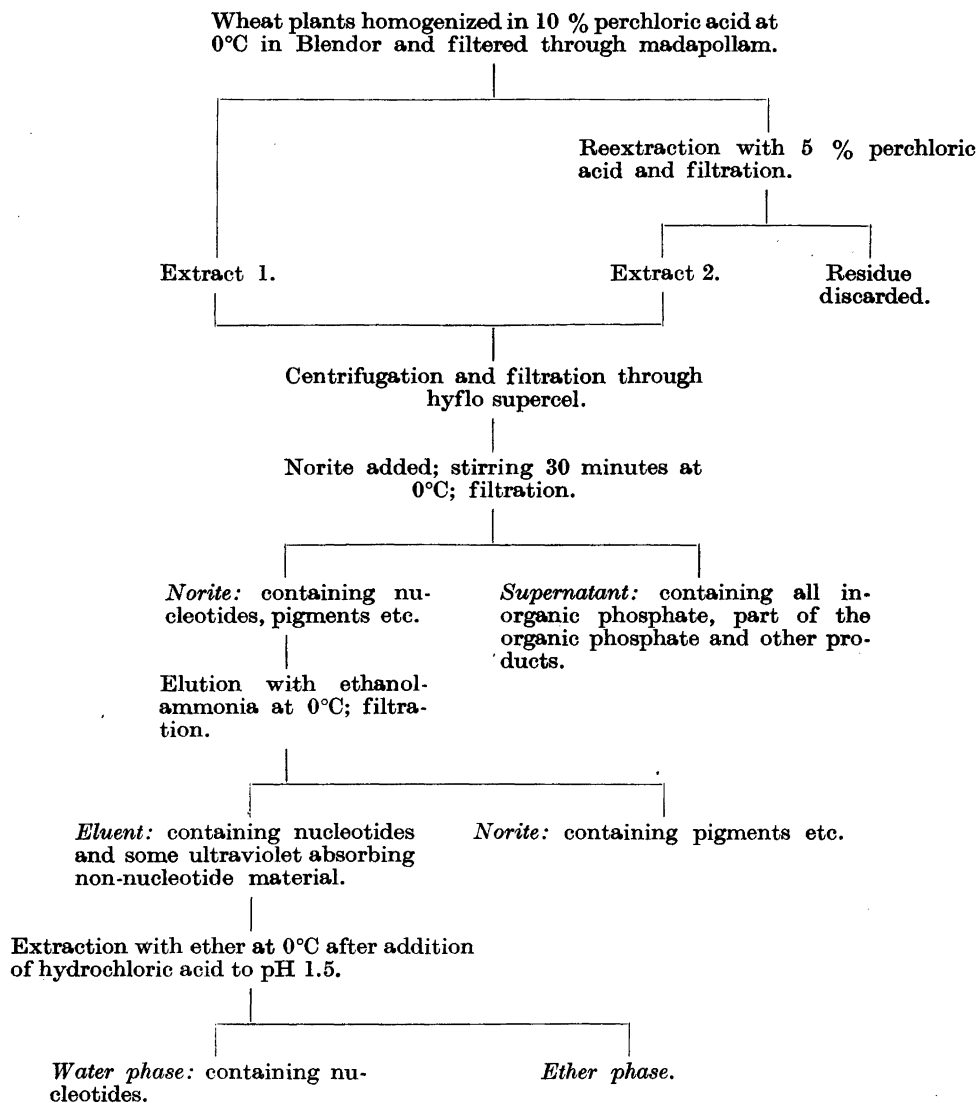 Wheat plants homogenized in 10 % perchloric acid at
0°C in Blendor and filtered through madapollam.
Reextraction with 5 % perchloric
acid and filtration.
Extract 1.
Extract 2.
Residue
discarded.
Centrifugation and filtration through
hyflo supercel.
Norite added; stirring 30 minutes at
0°C; filtration.
Norite: containing nu-
cleotides, pigments etc.
Supernatant: containing all in-
organic phosphate, part of the
organic phosphate and other pro-
ducts.
Elution with ethanol-
ammonia at 0°C; filtra-
tion.
Eluent: containing nucleotides
and some ultraviolet absorbing
non-nucleotide material.
Norite: containing pigments etc.
Extraction with ether at 0°C after addition
of hydrochloric acid to pH 1.5.
Water phase: containing nu-
cleotides.
Ether phase.